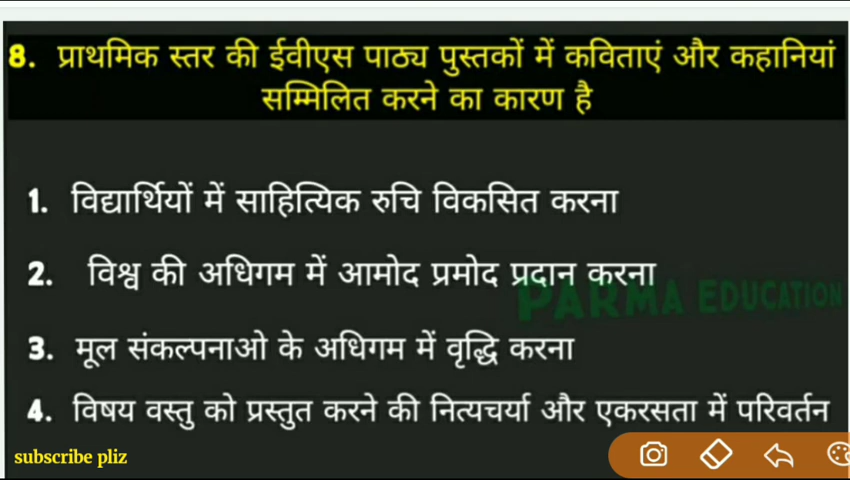 8. प्राथमिक स्तर की ईवीएस पाठ्य पुस्तकों में कविताएं और कहानियां
सम्मिलित करने का कारण है
1. विद्यार्थियों में साहित्यिक रुचि विकसित करना
2. विश्व की अधिगम में आमोद प्रमोद प्रदान करना
PARMA EDUCATION
3. मूल संकल्पनाओ के अधिगम में वृद्धि करना
4. विषय वस्तु को प्रस्तुत करने की नित्यचर्या और एकरसता में परिवर्तन
subscribe pliz